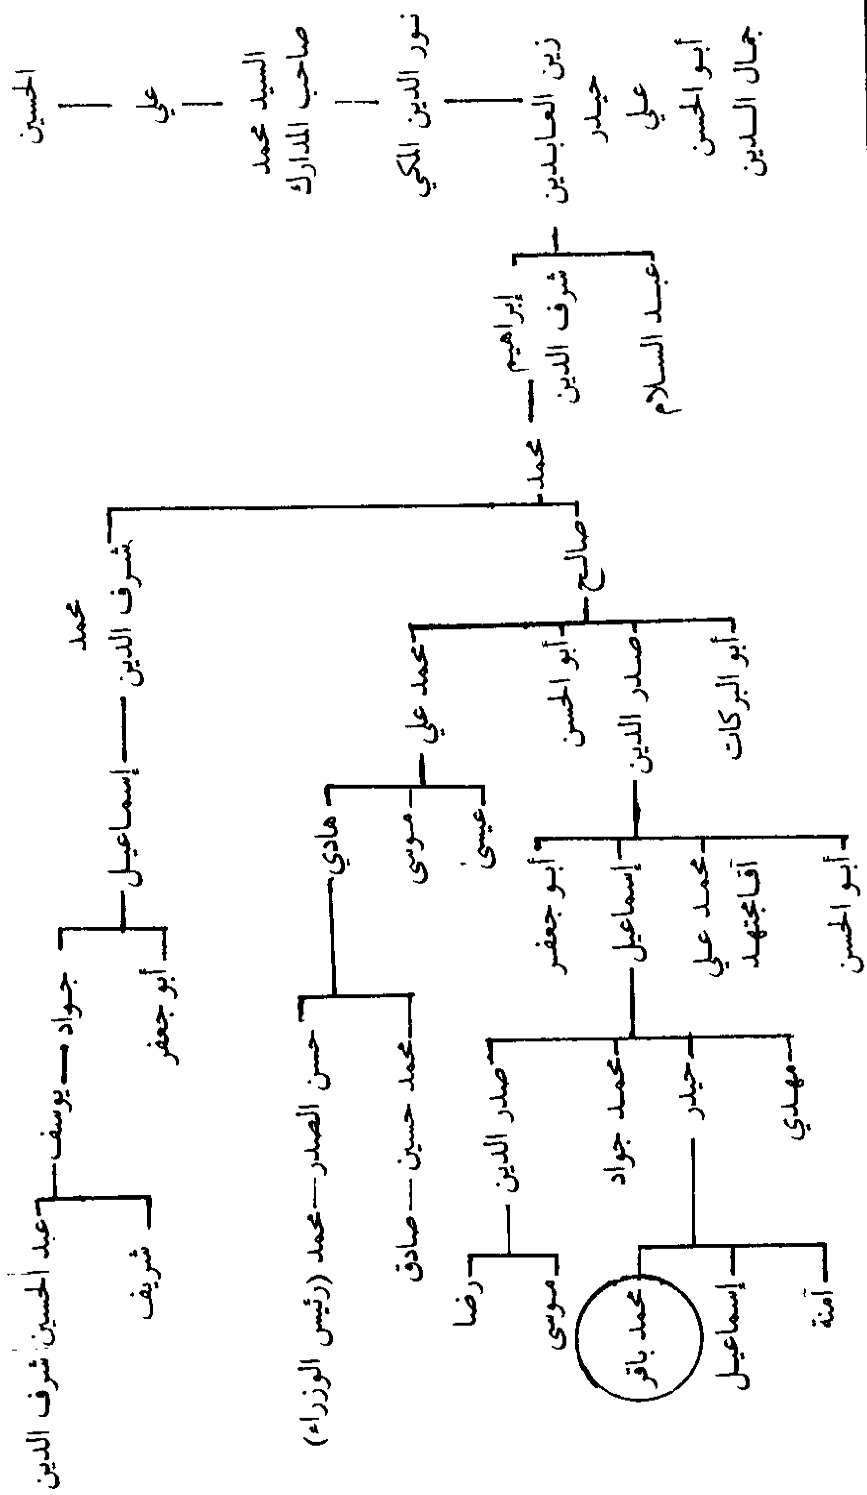 الحسين
علي
السيد محمد
صاحب المدارك
نور الدين المكي
زين العابدين
حيدر
علي
أبو الحسن
جمال الدين
إبراهيم
شرف الدين
عبد السلام
محمد
محمد
شرف الدين
صالح
إسماعيل
محمد علي
أبو الحسن
صدر الدين
أبو البركات
جواد
أبو جعفر
هادي
موسى
عيسى
أبو جعفر
إسماعيل
محمد علي
آقا مجتهد
أبو الحسن
يوسف
حسن الصدر — محمد (رئيس الوزراء)
محمد حسين — صادق
صدر الدين
محمد جواد
حيدر
مهدي
عبد الحسين شرف الدين
شريف
رضا
موسى
محمد باقر
إسماعيل
آمنة